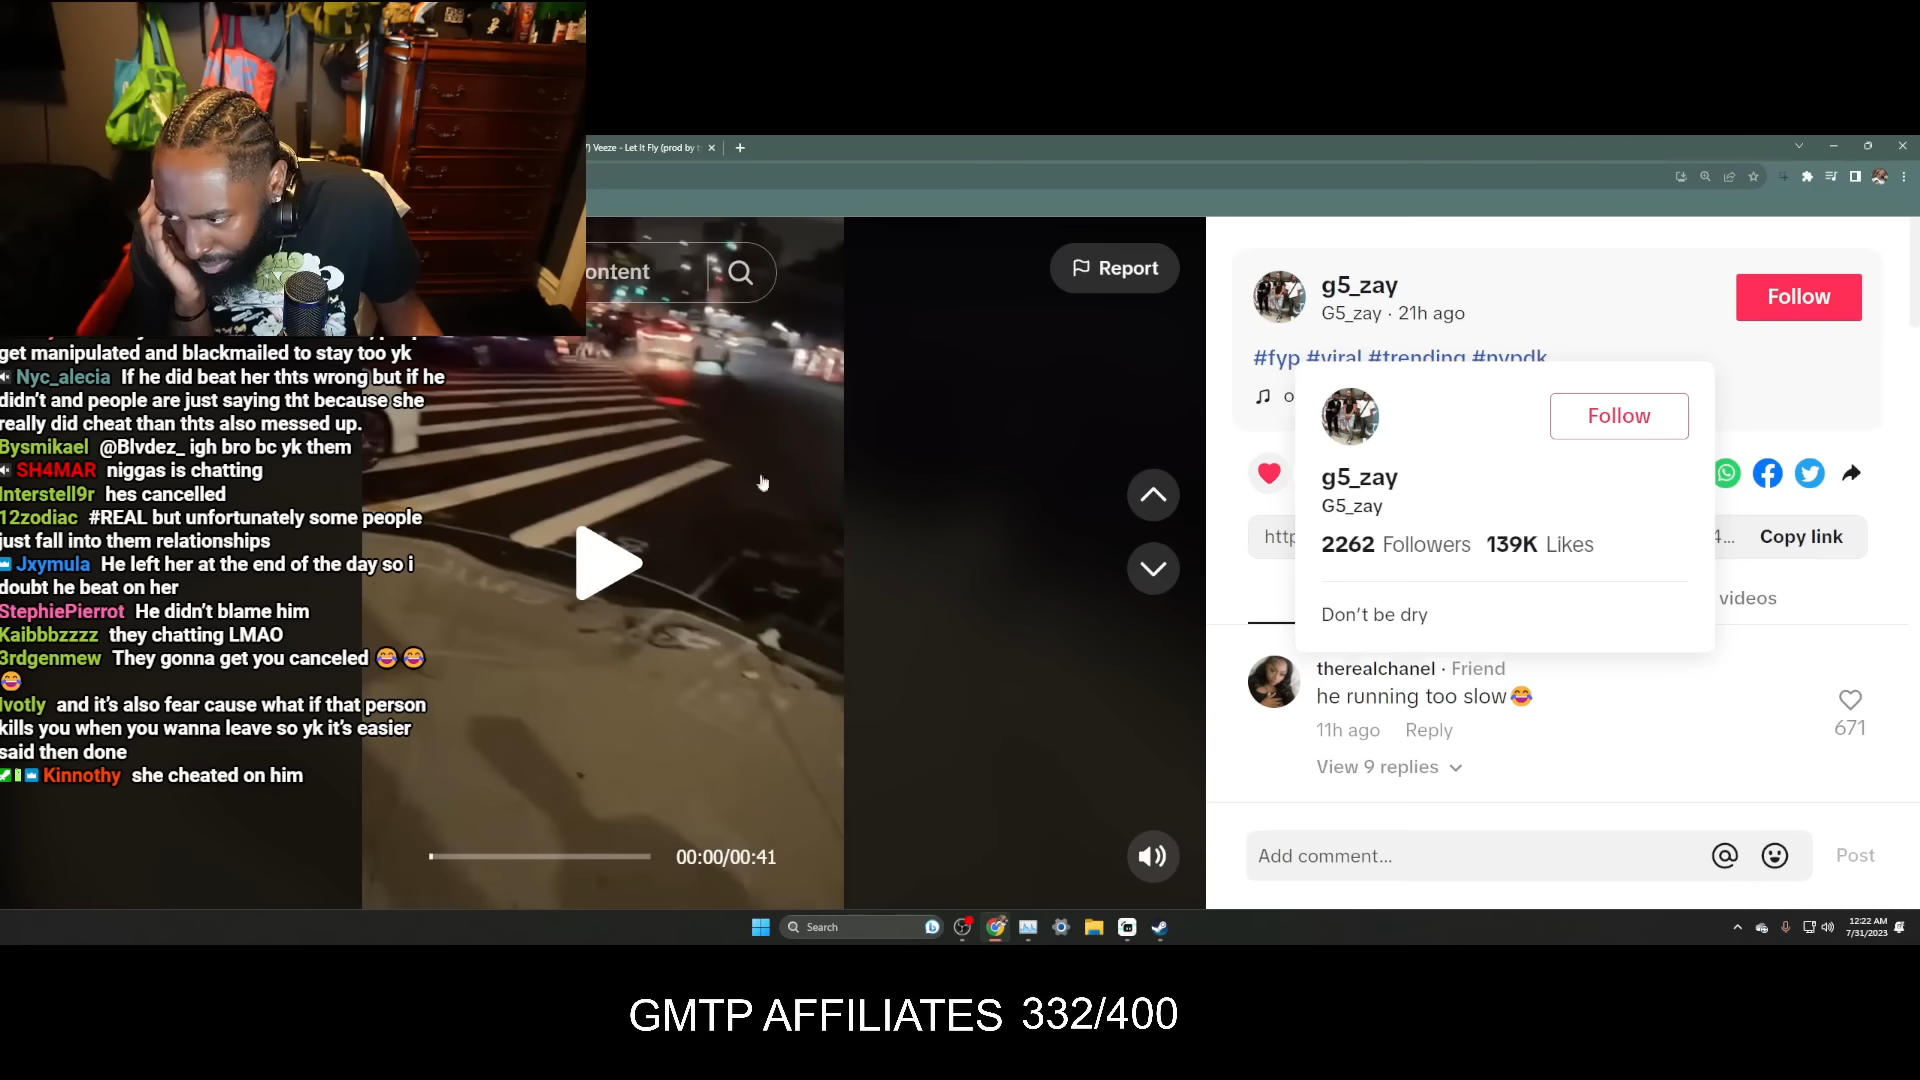 ) Veeze - Let It Fly (prod by
ontent
Report
g5_zay
G5_zay · 21h ago
Follow
#fyp #viral #trending #nypdk
get manipulated and blackmailed to stay too yk
Nyc_alecia If he did beat her thts wrong but if he
didn't and people are just saying tht because she
really did cheat than thts also messed up.
Bysmikael @Blvdez_ igh bro bc yk them
SH4MAR niggas is chatting
Interstell9r hes cancelled
12zodiac #REAL but unfortunately some people
just fall into them relationships
Jxymula He left her at the end of the day so i
doubt he beat on her
StephiePierrot He didn't blame him
Kaibbbzzzz they chatting LMAO
3rdgenmew They gonna get you canceled 😂 😂
😂
lvotly and it's also fear cause what if that person
kills you when you wanna leave so yk it's easier
said then done
Kinnothy she cheated on him
00:00/00:41
Follow
g5_zay
G5_zay
2262 Followers 139K Likes
Don't be dry
http
4...
Copy link
videos
therealchanel · Friend
he running too slow😂
11h ago Reply
671
View 9 replies
Add comment...
Post
Search
12:22 AM
7/31/2023
GMTP AFFILIATES 332/400